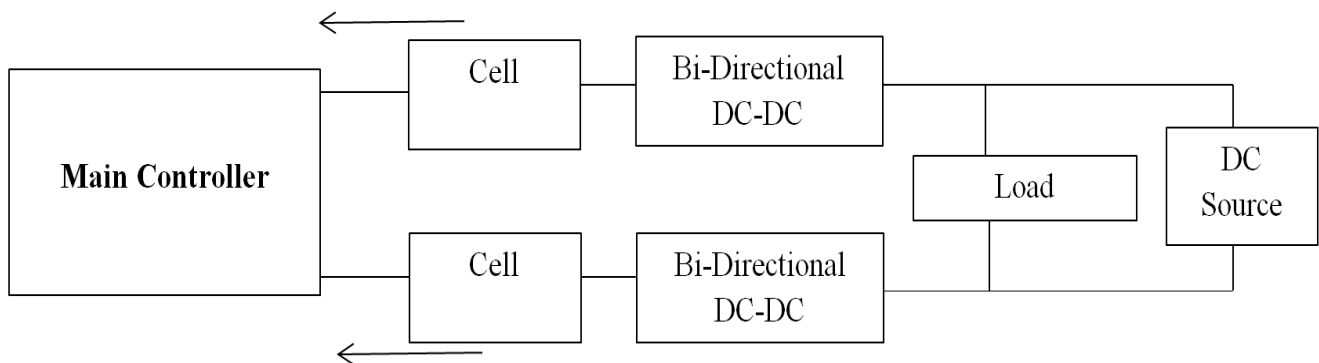 Main Controller
Cell
Bi-Directional
DC-DC
Load
DC
Source
Cell
Bi-Directional
DC-DC